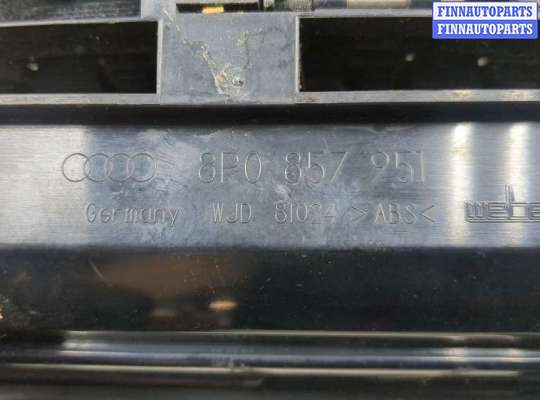 FINNAUTOPARTS
FINNAUTOPARTS
8P0 857 951
Germany WJD 81024 >ABS<